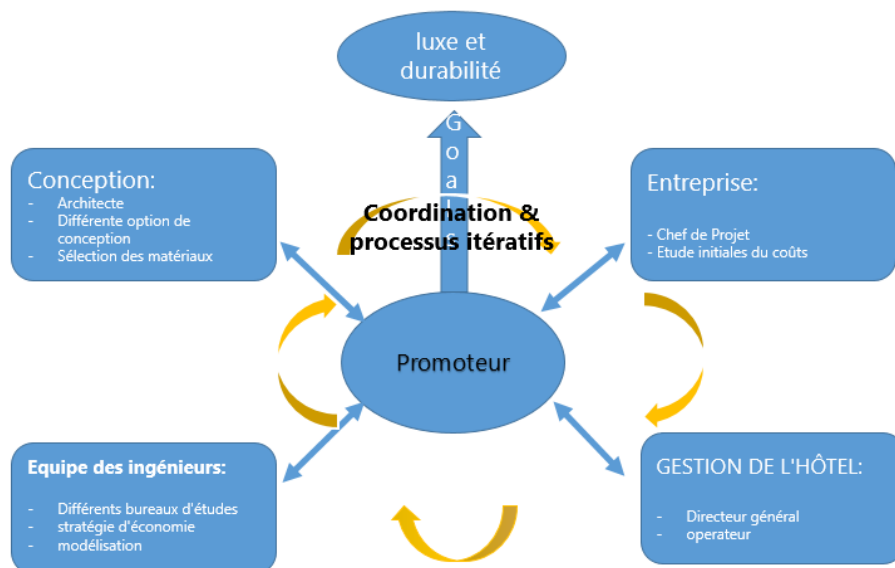 luxe et
durabilité
Goals
Conception:
- Architecte
- Différente option de
conception
- Sélection des matériaux
Coordination &
processus itératifs
Entreprise:
- Chef de Projet
- Etude initiales du coûts
Promoteur
Equipe des ingénieurs:
- Différents bureaux d'études
- stratégie d'économie
- modélisation
GESTION DE L'HÔTEL:
- Directeur général
- operateur